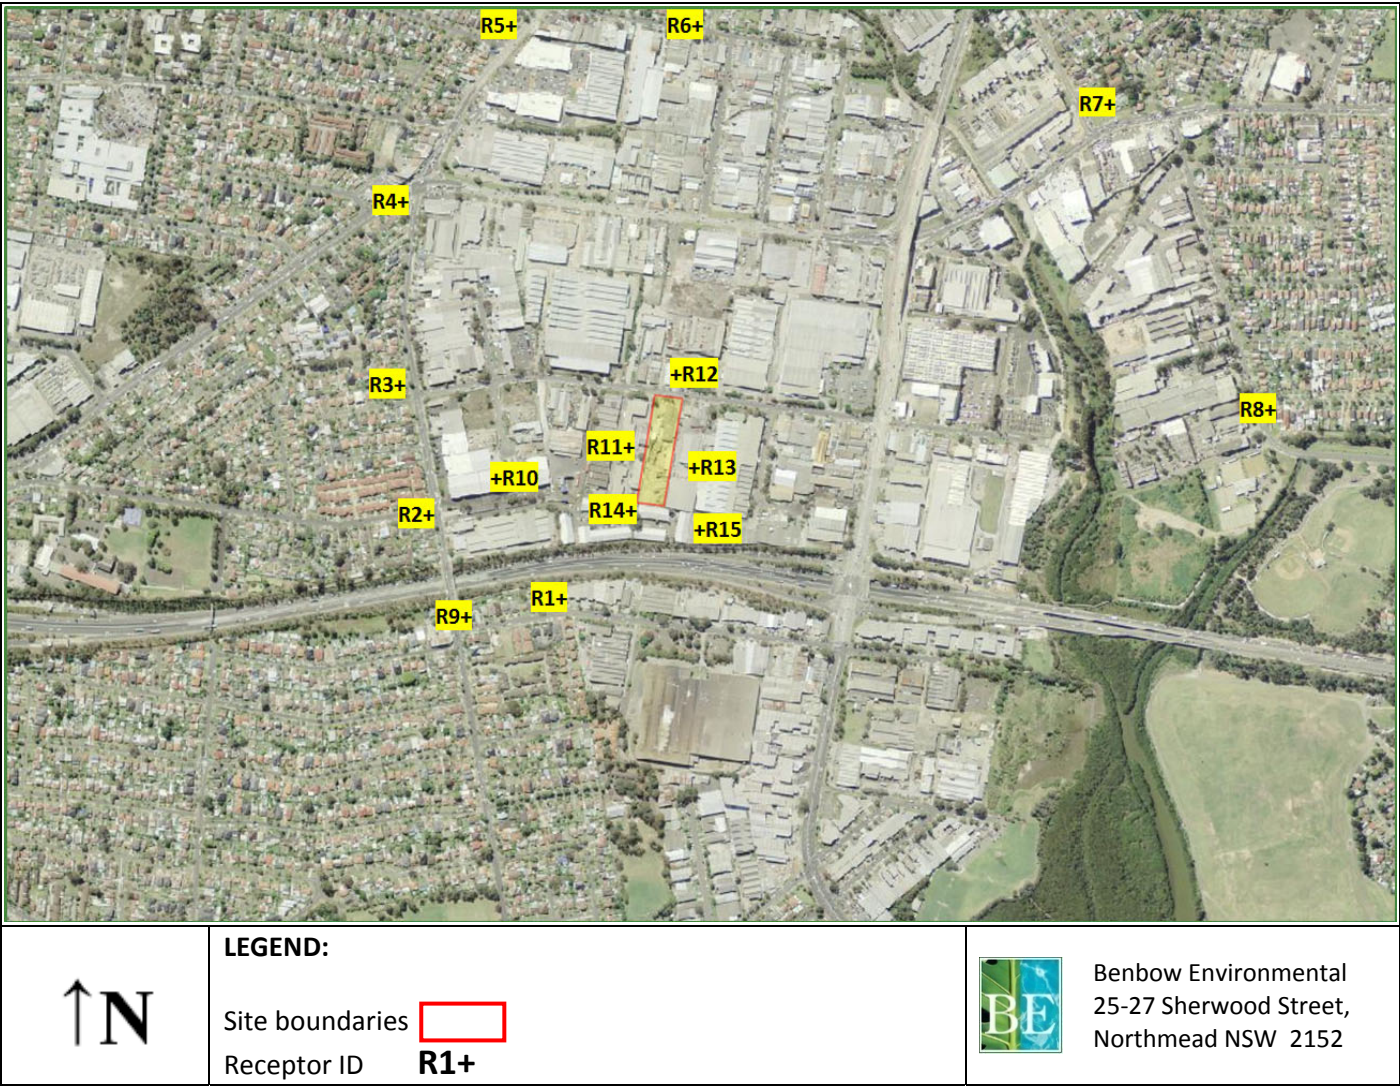 R5+
R6+
R7+
R4+
+R12
R3+
R8+
R11+
+R13
+R10
R14+
R2+
+R15
R1+
R9+
↑N
LEGEND:
Site boundaries
Receptor ID R1+
BE
Benbow Environmental
25-27 Sherwood Street,
Northmead NSW 2152